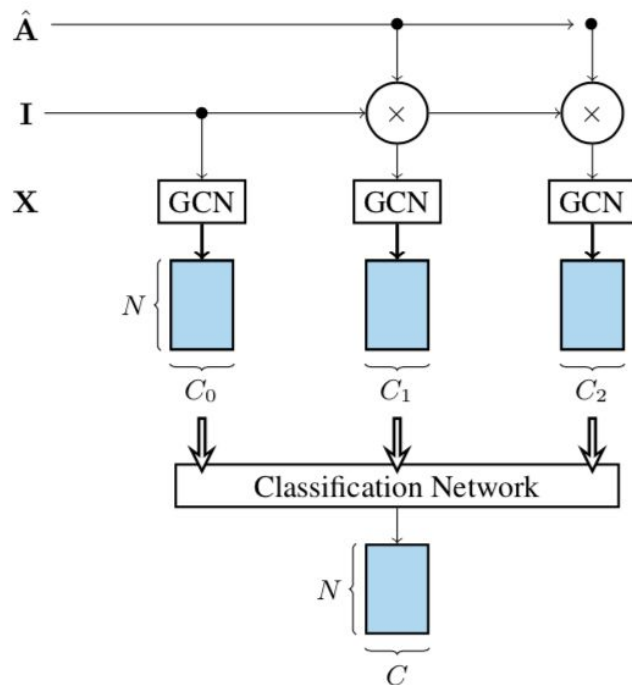 Â
I × ×
X GCN GCN GCN
N
C₀ C₁ C₂
Classification Network
N
C